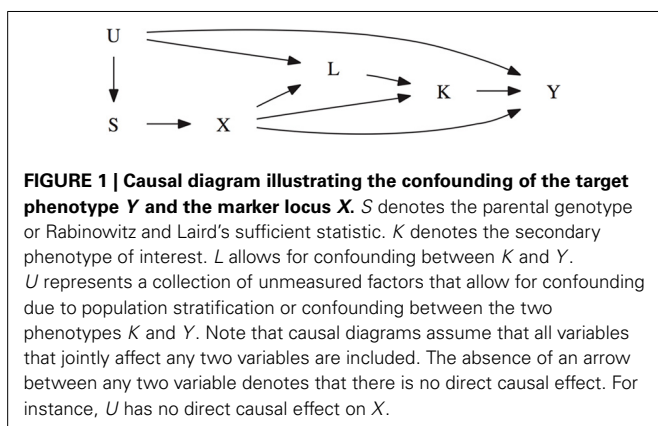 U
L
K
Y
S
X
FIGURE 1 | Causal diagram illustrating the confounding of the target
phenotype Y and the marker locus X. S denotes the parental genotype
or Rabinowitz and Laird's sufficient statistic. K denotes the secondary
phenotype of interest. L allows for confounding between K and Y.
U represents a collection of unmeasured factors that allow for confounding
due to population stratification or confounding between the two
phenotypes K and Y. Note that causal diagrams assume that all variables
that jointly affect any two variables are included. The absence of an arrow
between any two variable denotes that there is no direct causal effect. For
instance, U has no direct causal effect on X.